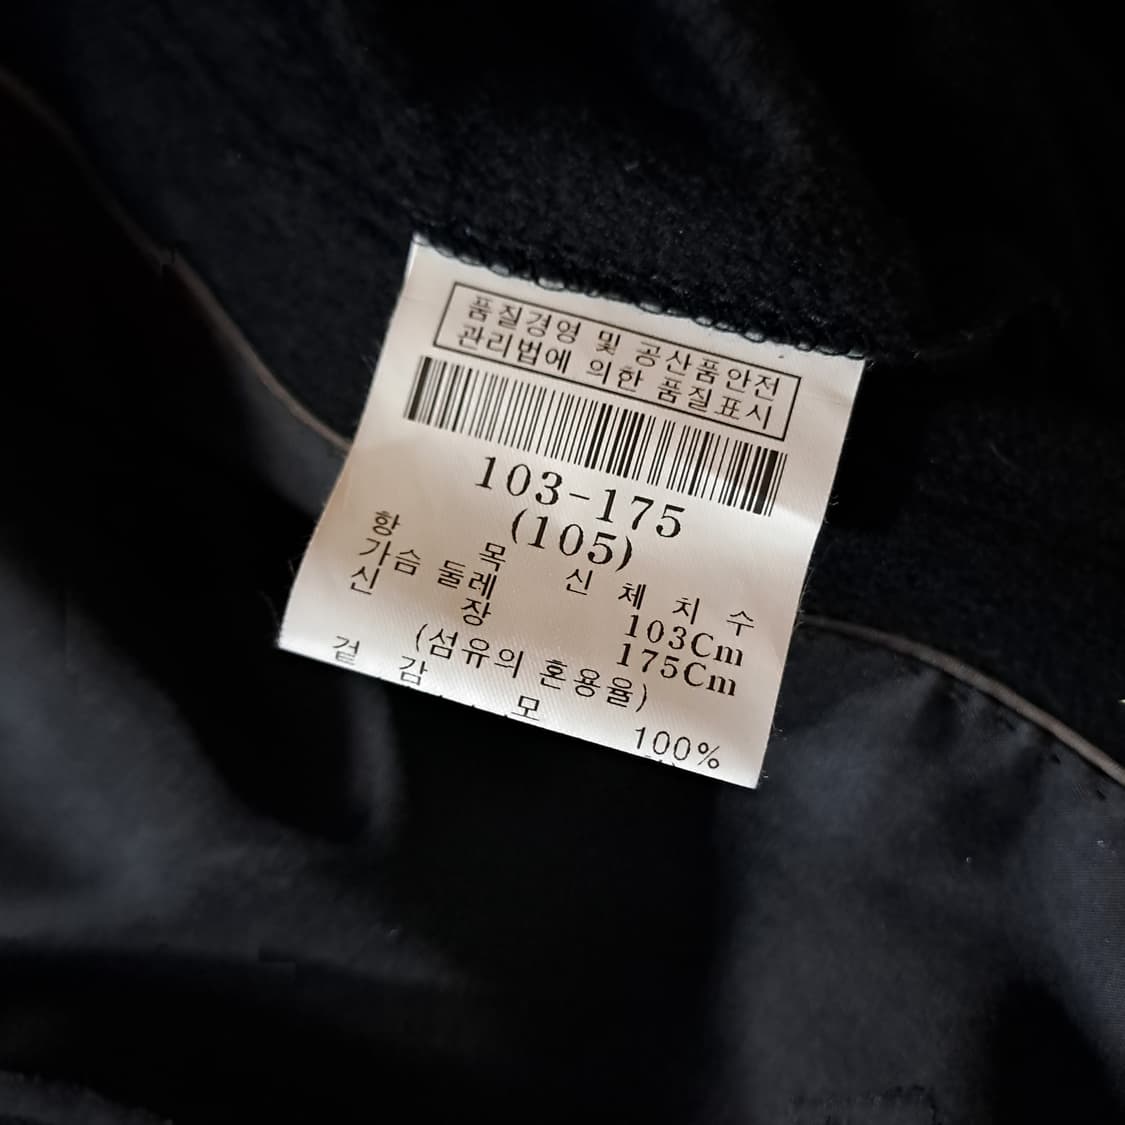 품질경영 및 공산품안전
관리법에 의한 품질표시
103-175
(105)
항 목 신 체 치 수
가슴 둘레 103Cm
신 장 175Cm
(섬유의 혼용율)
겉 감 모 100%